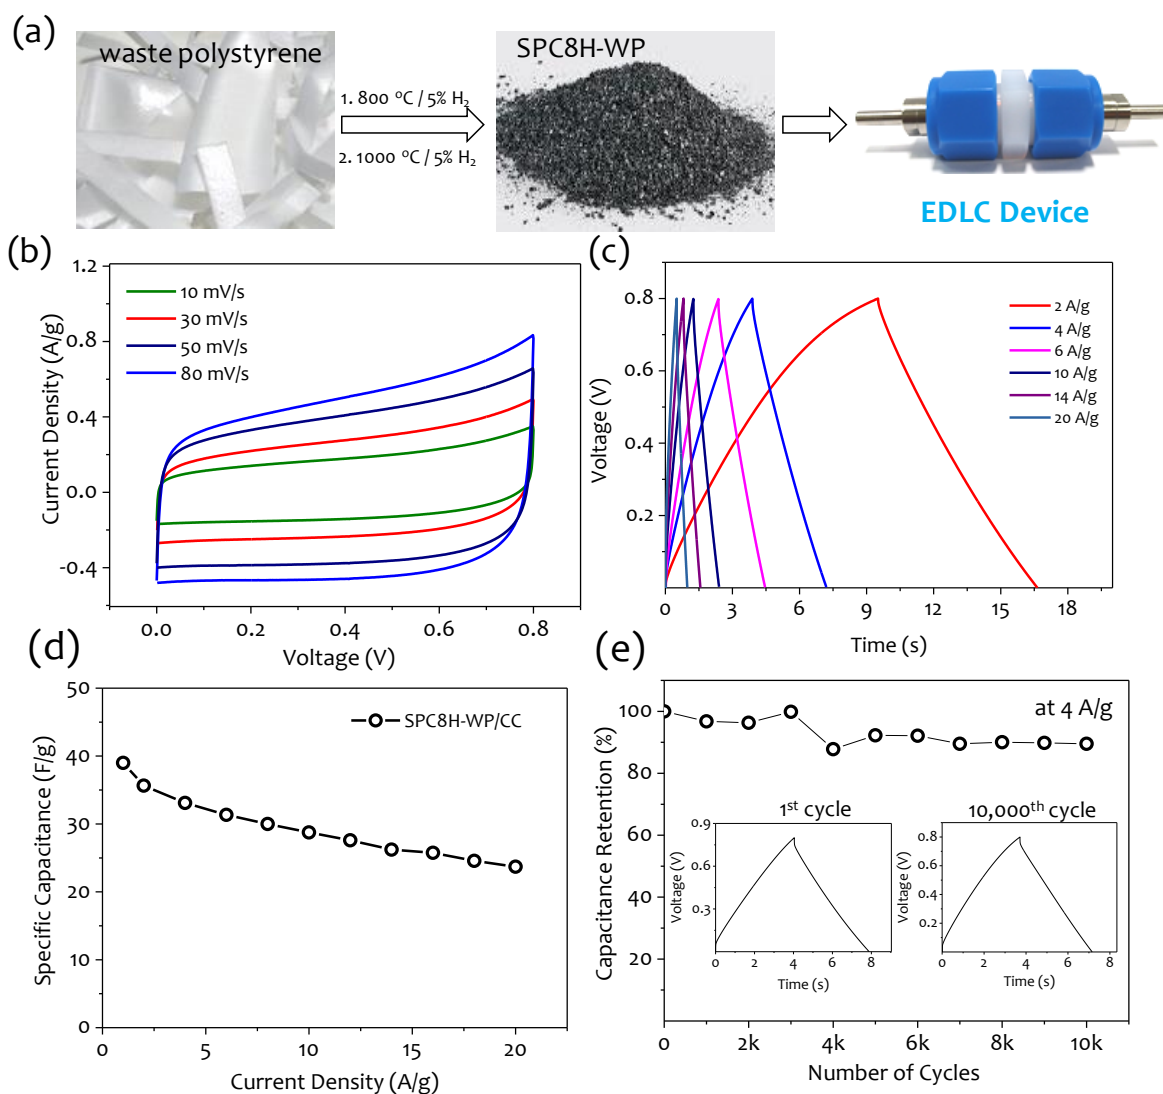 (a)
waste polystyrene
1. 800 ºC / 5% H₂
2. 1000 ºC / 5% H₂
SPC8H-WP
EDLC Device
(b)
Current Density (A/g)
1.2
0.8
0.4
0.0
-0.4
10 mV/s
30 mV/s
50 mV/s
80 mV/s
0.0 0.2 0.4 0.6 0.8
Voltage (V)
(c)
Voltage (V)
0.8
0.6
0.4
0.2
2 A/g
4 A/g
6 A/g
10 A/g
14 A/g
20 A/g
0 3 6 9 12 15 18
Time (s)
(d)
Specific Capacitance (F/g)
50
40
30
20
10
0
SPC8H-WP/CC
0 5 10 15 20
Current Density (A/g)
(e)
Capacitance Retention (%)
100
80
60
40
20
at 4 A/g
1st cycle
Voltage (V)
0.9
0.6
0.3
0 2 4 6 8
Time (s)
10,000th cycle
Voltage (V)
0.8
0.6
0.4
0.2
0 2 4 6 8
Time (s)
0 2k 4k 6k 8k 10k
Number of Cycles